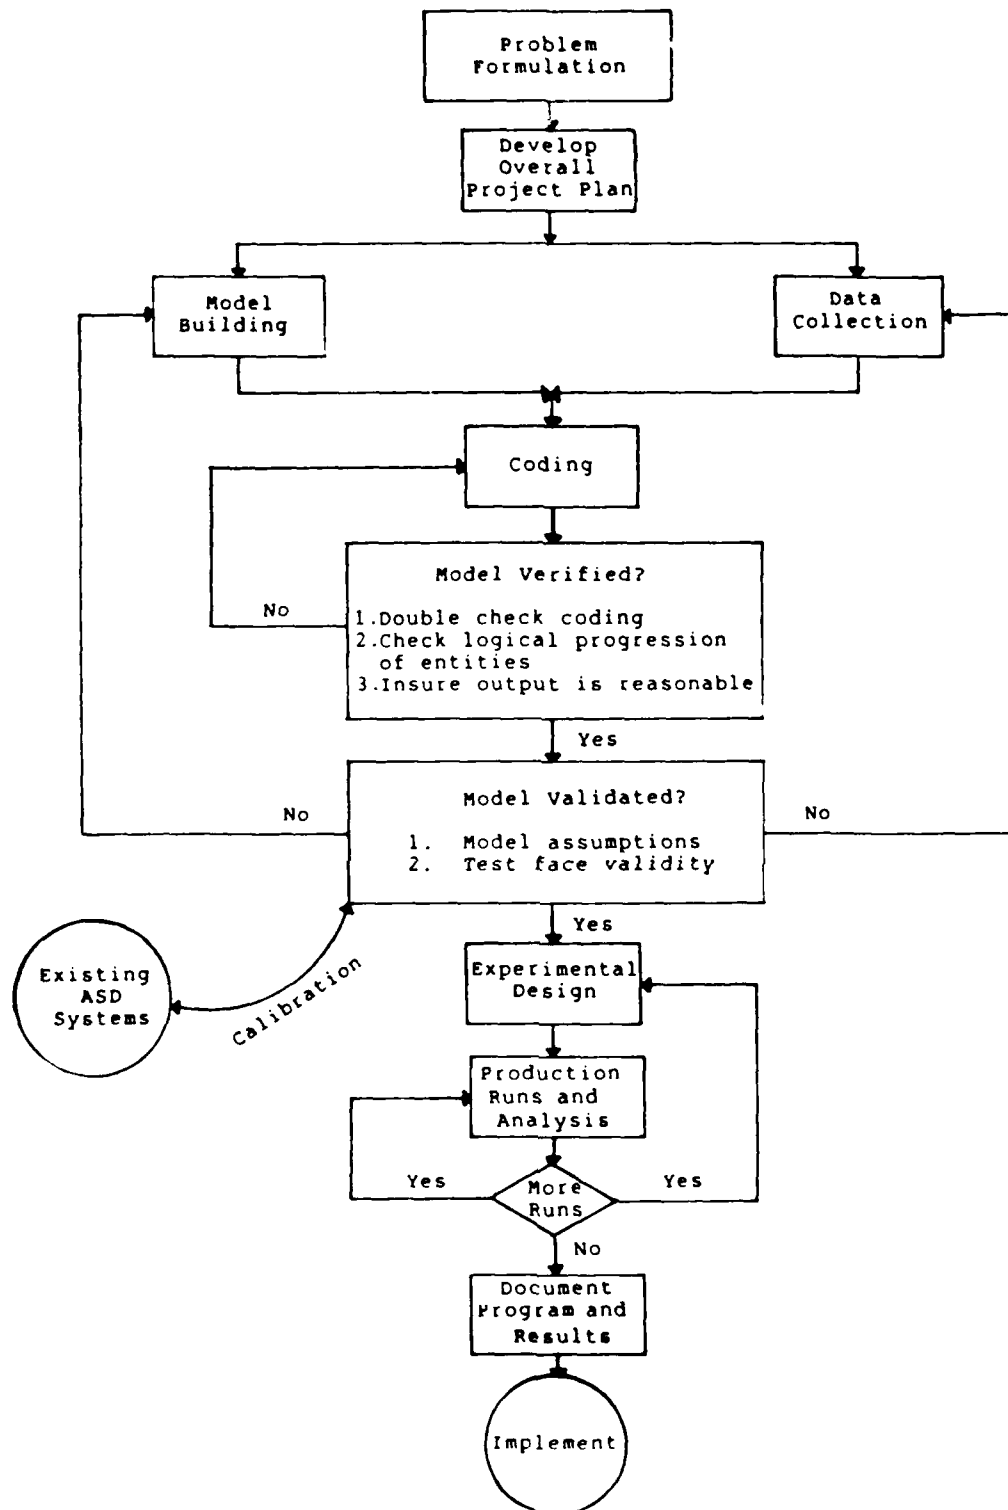 Problem
Formulation
Develop
Overall
Project Plan
Model
Building
Data
Collection
Coding
Model Verified?
No
1.Double check coding
2.Check logical progression
of entities
3.Insure output is reasonable
Yes
Model Validated?
No
No
1. Model assumptions
2. Test face validity
Yes
Existing
ASD
Systems
Calibration
Experimental
Design
Production
Runs and
Analysis
Yes
More
Runs
Yes
No
Document
Program and
Results
Implement